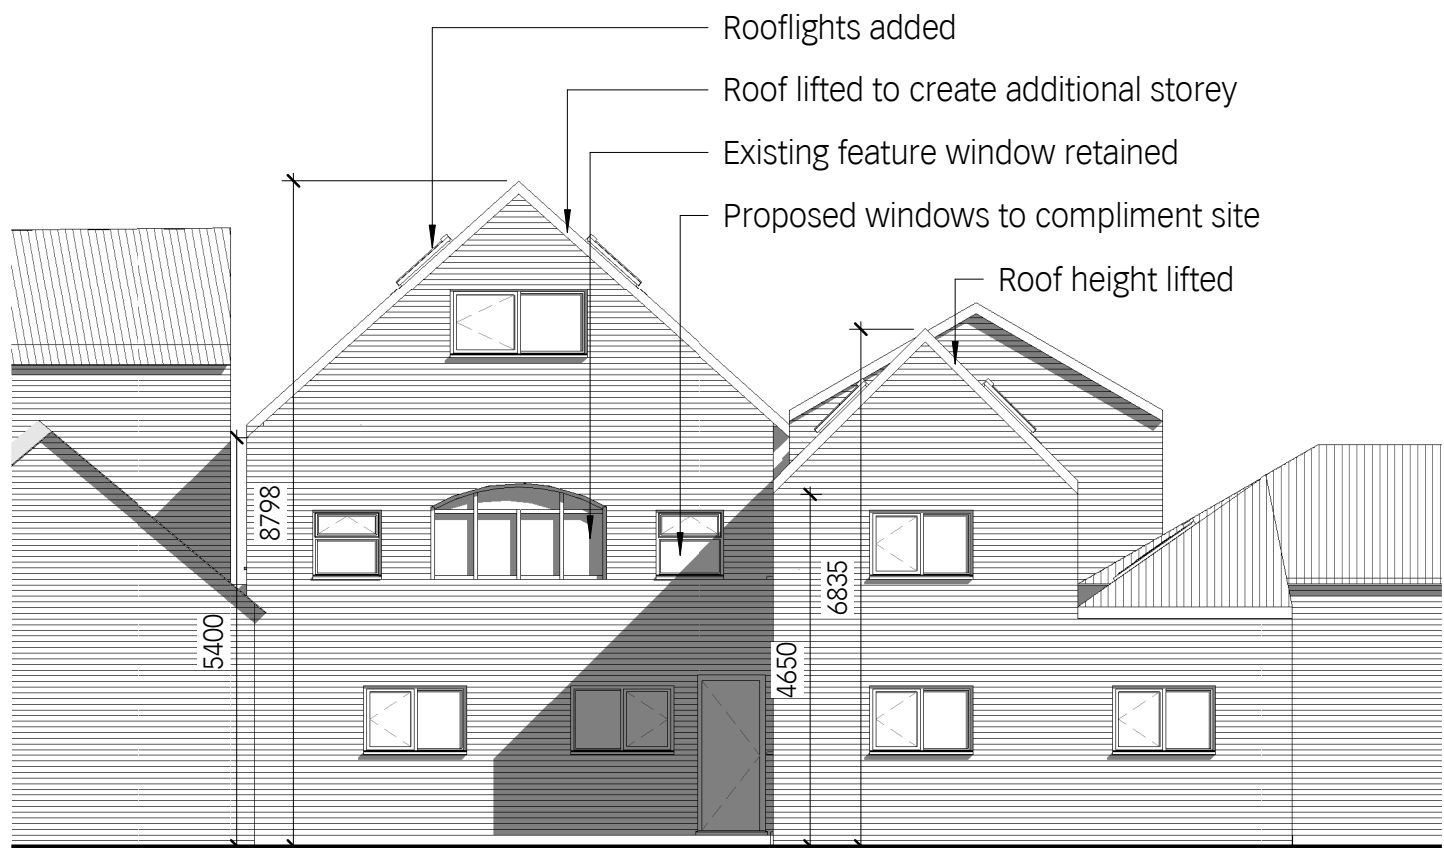 Rooflights added
Roof lifted to create additional storey
Existing feature window retained
Proposed windows to compliment site
Roof height lifted
8798
5400
6835
4650